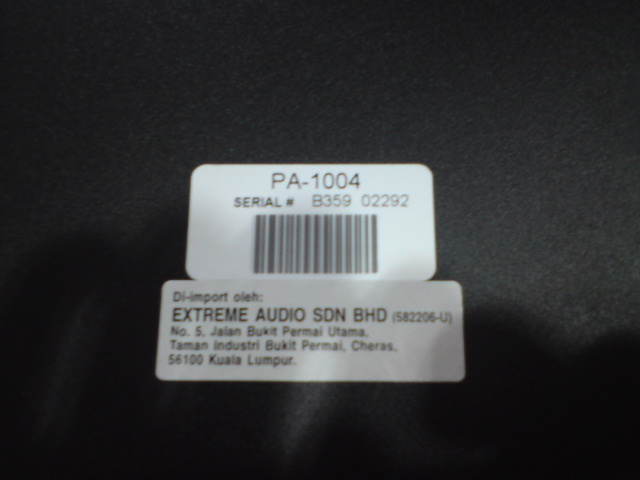 PA-1004
SERIAL # B359 02292
Di-import oleh:
EXTREME AUDIO SDN BHD (582206-U)
No. 5, Jalan Bukit Permai Utama,
Taman Industri Bukit Permai, Cheras,
56100 Kuala Lumpur.